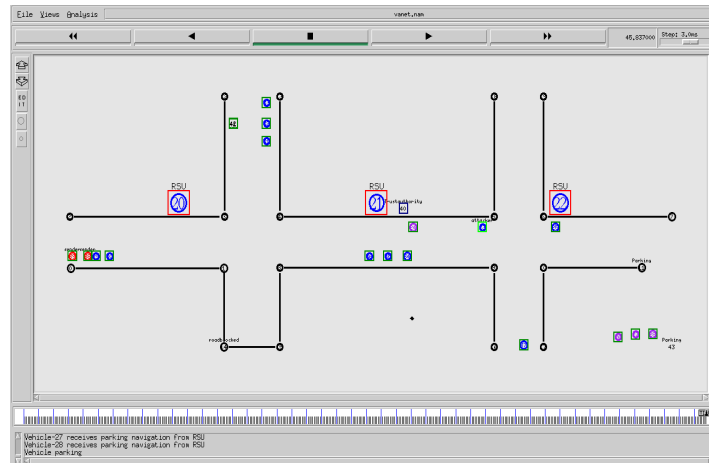 File Views Analysis
vanet.nam
45.837000
Step: 3.0ms
RSU
20
RSU
21
trustauthority
40
RSU
22
attacker
Parking
roadblocked
Parking
43
Vehicle-27 receives parking navigation from RSU
Vehicle-28 receives parking navigation from RSU
Vehicle parking